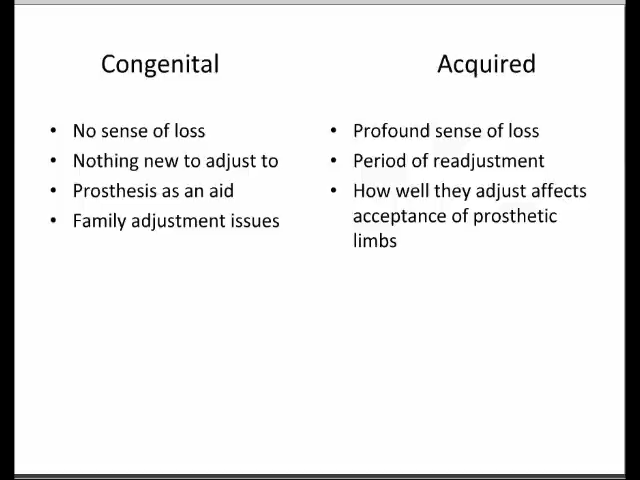 Congenital
• No sense of loss
• Nothing new to adjust to
• Prosthesis as an aid
• Family adjustment issues
Acquired
• Profound sense of loss
• Period of readjustment
• How well they adjust affects
acceptance of prosthetic
limbs